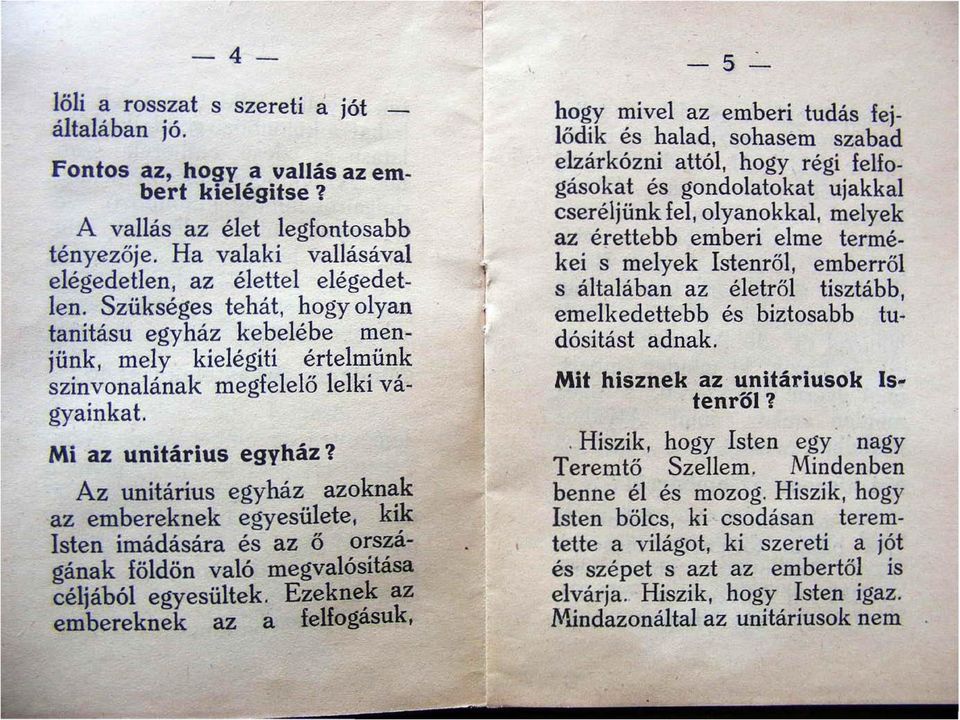 — 4 —
löli a rosszat s szereti a jót —
általában jó.
Fontos az, hogy a vallás az em-
bert kielégitse?
A vallás az élet legfontosabb
tényezője. Ha valaki vallásával
elégedetlen, az élettel elégedet-
len. Szükséges tehát, hogy olyan
tanitásu egyház kebelébe men-
jünk, mely kielégiti értelmünk
szinvonalának megfelelő lelki vá-
gyainkat.
Mi az unitárius egyház?
Az unitárius egyház azoknak
az embereknek egyesülete, kik
Isten imádására és az ő orszá-
gának földön való megvalósitása
céljából egyesültek. Ezeknek az
embereknek az a felfogásuk,
— 5 —
hogy mivel az emberi tudás fej-
lődik és halad, sohasem szabad
elzárkózni attól, hogy régi felfo-
gásokat és gondolatokat ujakkal
cseréljünk fel, olyanokkal, melyek
az érettebb emberi elme termé-
kei s melyek Istenről, emberről
s általában az életről tisztább,
emelkedettebb és biztosabb tu-
dósitást adnak.
Mit hisznek az unitáriusok Is-
tenről?
Hiszik, hogy Isten egy nagy
Teremtő Szellem. Mindenben
benne él és mozog. Hiszik, hogy
Isten bölcs, ki csodásan terem-
tette a világot, ki szereti a jót
és szépet s azt az embertől is
elvárja. Hiszik, hogy Isten igaz.
Mindazonáltal az unitáriusok nem